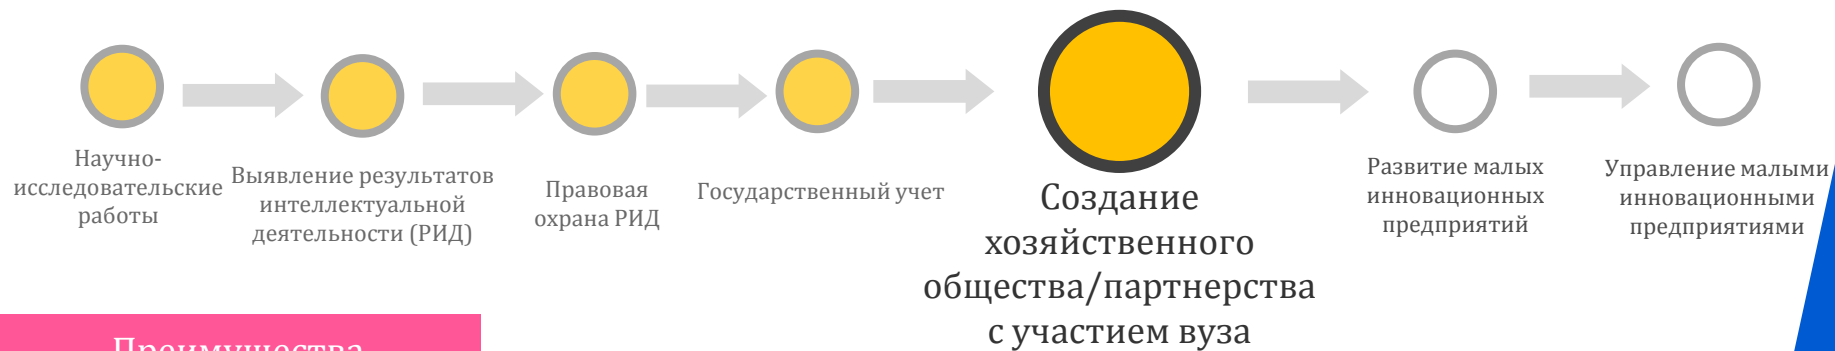 Научно-
исследовательские
работы
Выявление результатов
интеллектуальной
деятельности (РИД)
Правовая
охрана РИД
Государственный учет
Создание
хозяйственного
общества/партнерства
с участием вуза
Развитие малых
инновационных
предприятий
Управление малыми
инновационными
предприятиями
Преимущества